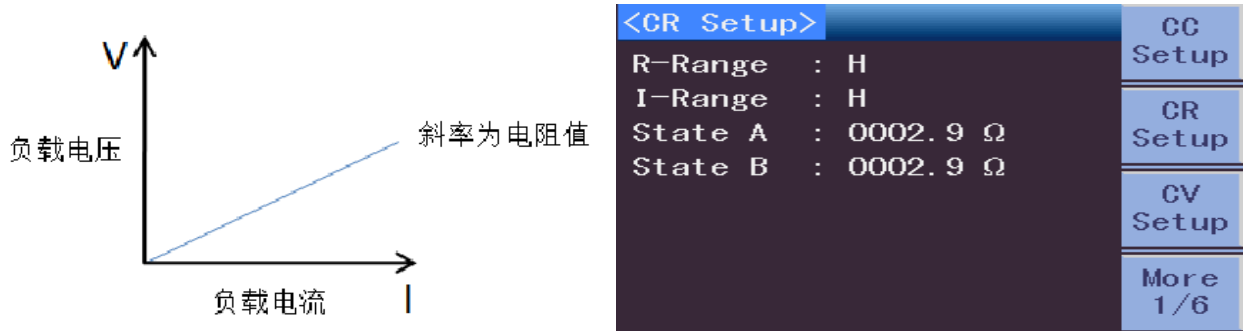 V
负载电压
斜率为电阻值
负载电流
I
<CR Setup>
R-Range : H
I-Range : H
State A : 0002.9 Ω
State B : 0002.9 Ω
CC
Setup
CR
Setup
CV
Setup
More
1/6